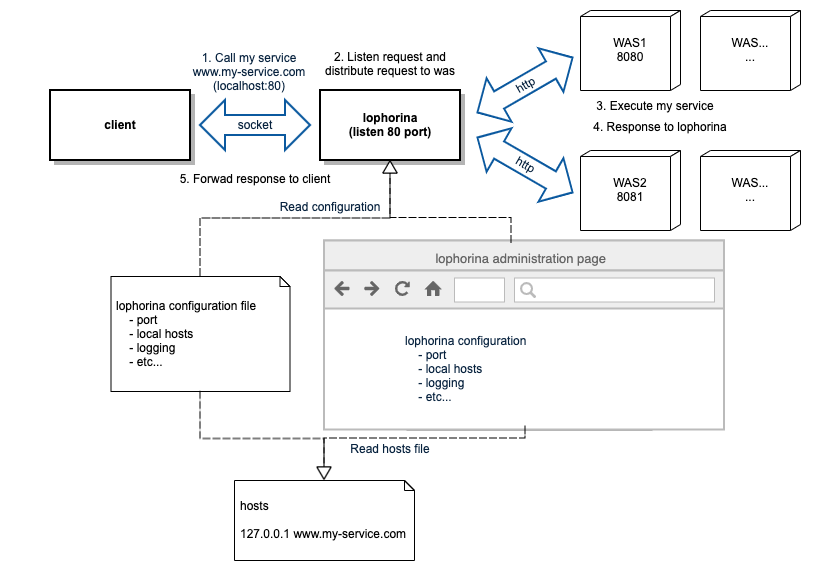 1. Call my service
www.my-service.com
(localhost:80)
2. Listen request and
distribute request to was
client
socket
lophorina
(listen 80 port)
http
http
WAS1
8080
WAS...
...
3. Execute my service
4. Response to lophorina
WAS2
8081
WAS...
...
5. Forwad response to client
Read configuration
lophorina administration page
lophorina configuration file
- port
- local hosts
- logging
- etc...
lophorina configuration
- port
- local hosts
- logging
- etc...
Read hosts file
hosts
127.0.0.1 www.my-service.com